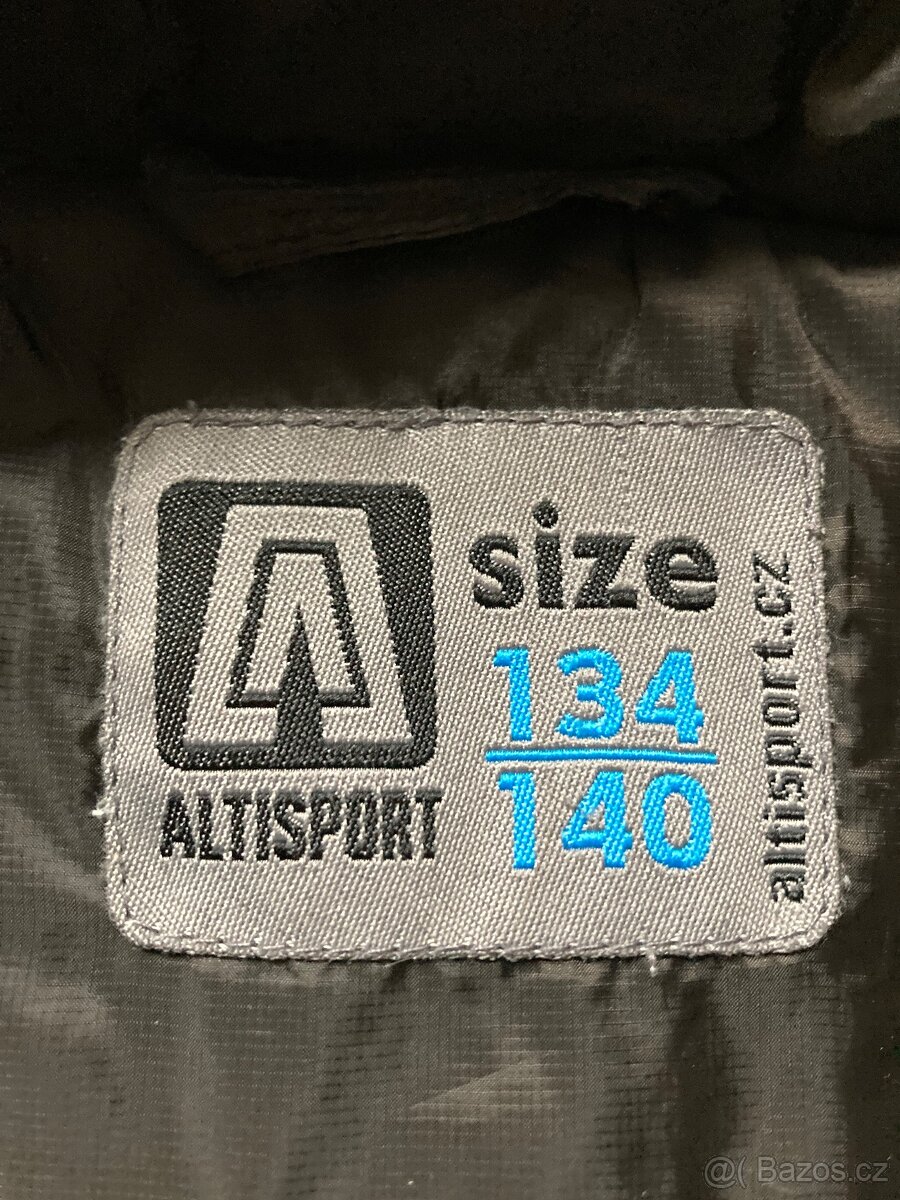 A
ALTISPORT
size
134
140
altisport.cz
@( Bazos.cz